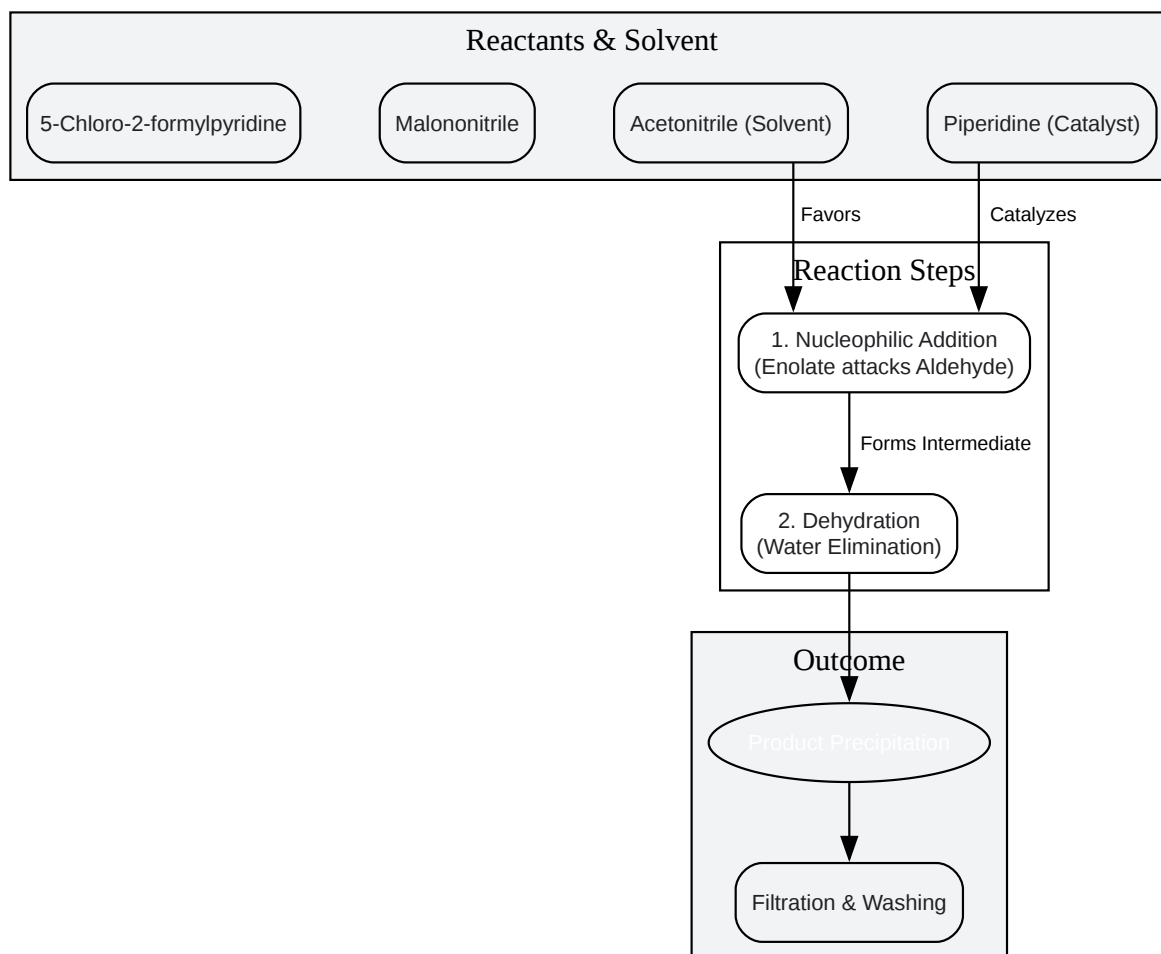 Reactants & Solvent
5-Chloro-2-formylpyridine
Malononitrile
Acetonitrile (Solvent)
Piperidine (Catalyst)
Favors
Catalyzes
Reaction Steps
1. Nucleophilic Addition
(Enolate attacks Aldehyde)
Forms Intermediate
2. Dehydration
(Water Elimination)
Outcome
Product Precipitation
Filtration & Washing